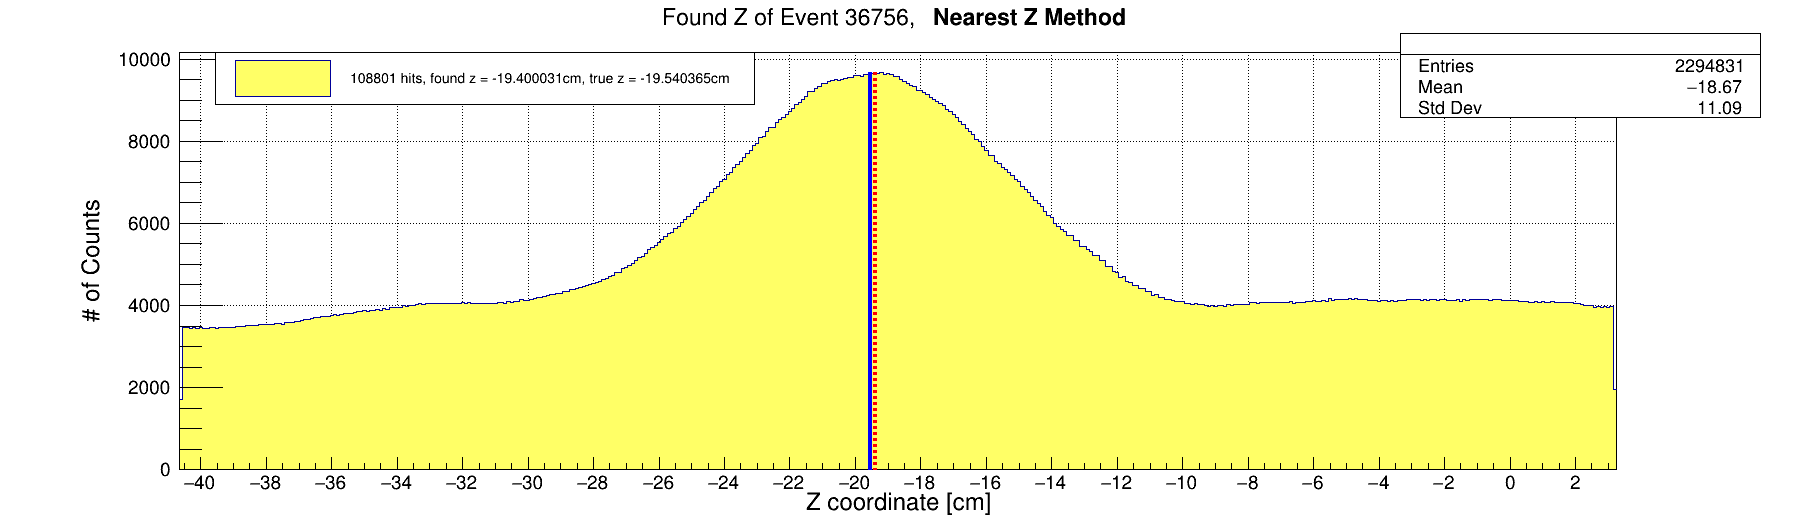 Found Z of Event 36756, Nearest Z Method
108801 hits, found z = -19.400031cm, true z = -19.540365cm
Entries 2294831
Mean −18.67
Std Dev 11.09
# of Counts
10000
8000
6000
4000
2000
0
−40 −38 −36 −34 −32 −30 −28 −26 −24 −22 −20 −18 −16 −14 −12 −10 −8 −6 −4 −2 0 2
Z coordinate [cm]